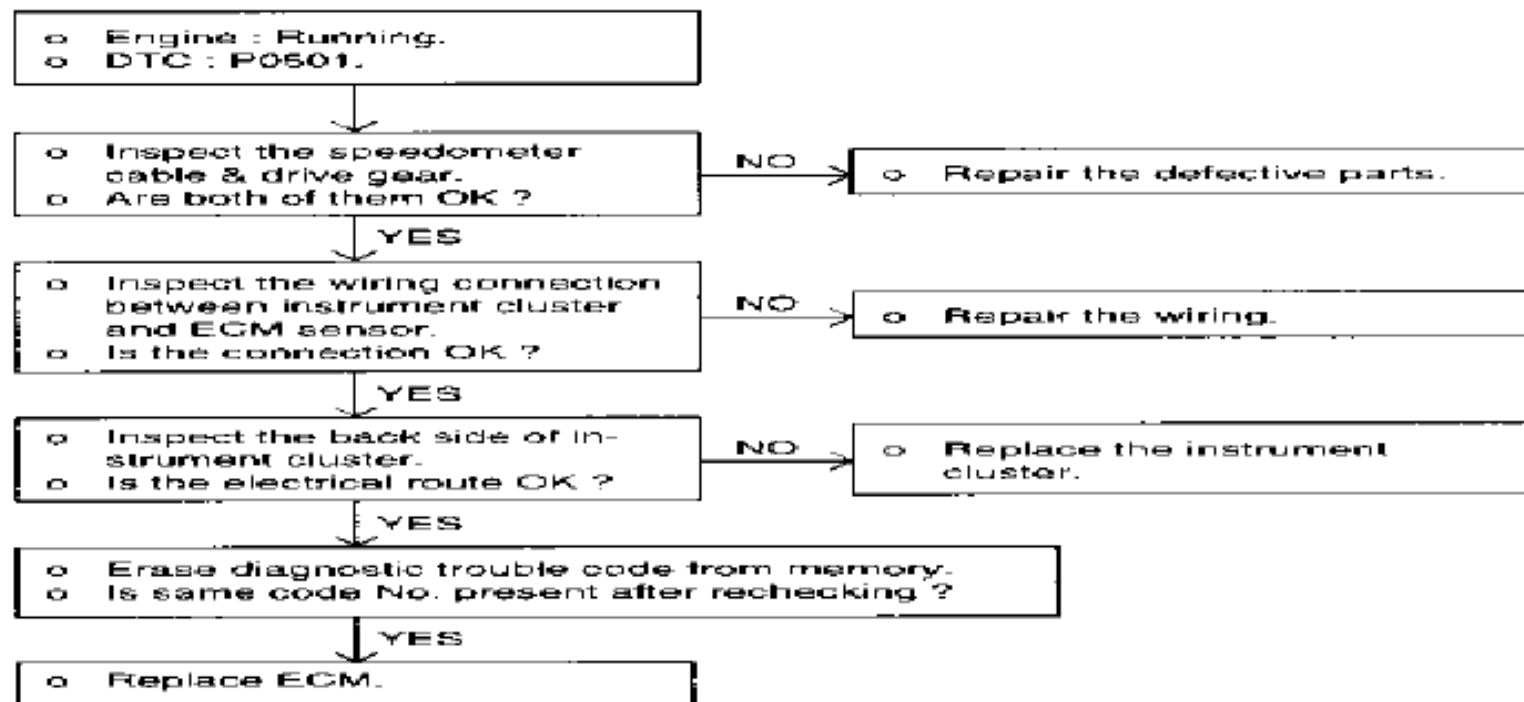 o Engine : Running.
o DTC : P0501.
o Inspect the speedometer
cable & drive gear.
o Are both of them OK ?
NO
o Repair the defective parts.
YES
o Inspect the wiring connection
between instrument cluster
and ECM sensor.
o Is the connection OK ?
NO
o Repair the wiring.
YES
o Inspect the back side of in-
strument cluster.
o Is the electrical route OK ?
NO
o Replace the instrument
cluster.
YES
o Erase diagnostic trouble code from memory.
o Is same code No. present after rechecking ?
YES
o Replace ECM.